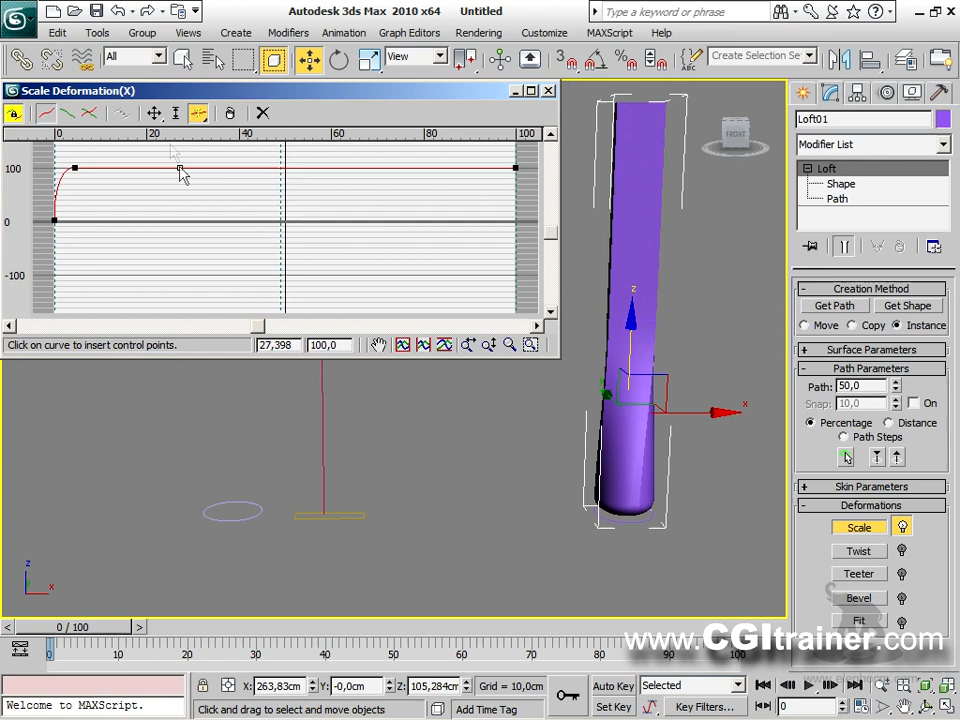 Autodesk 3ds Max 2010 x64 Untitled
Type a keyword or phrase
Edit Tools Group Views Create Modifiers Animation Graph Editors Rendering Customize MAXScript Help
All
View
3
Create Selection Se
Scale Deformation(X)
0 20 40 60 80 100
100
0
-100
Click on curve to insert control points.
27,398
100,0
FRONT
z
x
z
x
Loft01
Modifier List
Loft
Shape
Path
Creation Method
Get Path Get Shape
Move Copy Instance
Surface Parameters
Path Parameters
Path: 50,0
Snap: 10,0 On
Percentage Distance
Path Steps
Skin Parameters
Deformations
Scale
Twist
Teeter
Bevel
Fit
www.CGItrainer.com
0 / 100
0 10 20 30 40 50 60 70 80 90 100
X: 263,83cm Y: -0,0cm Z: 105,284cm Grid = 10,0cm
Auto Key Selected
Set Key Key Filters...
0
Welcome to MAXScript.
Click and drag to select and move objects
Add Time Tag